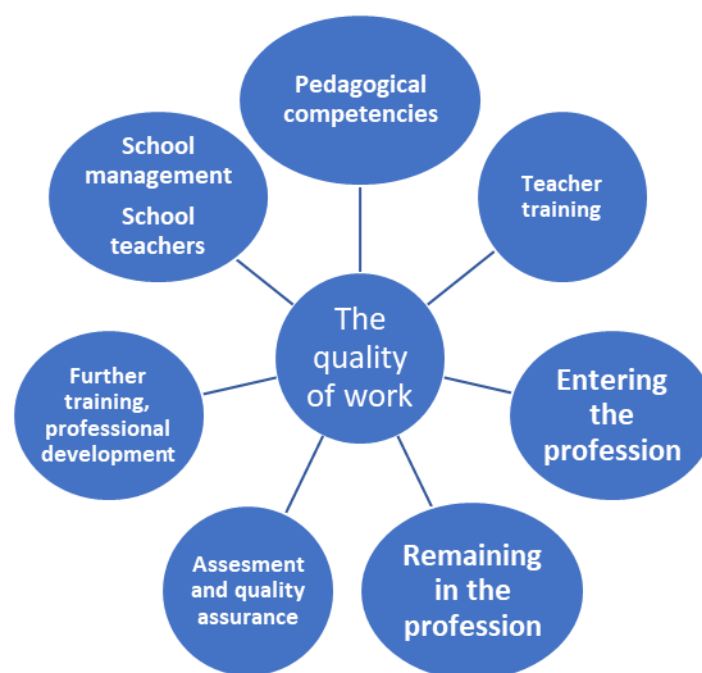 Pedagogical
competencies
Teacher
training
Entering
the
profession
Remaining
in the
profession
Assesment
and quality
assurance
Further
training,
professional
development
School
management
School
teachers
The
quality
of work